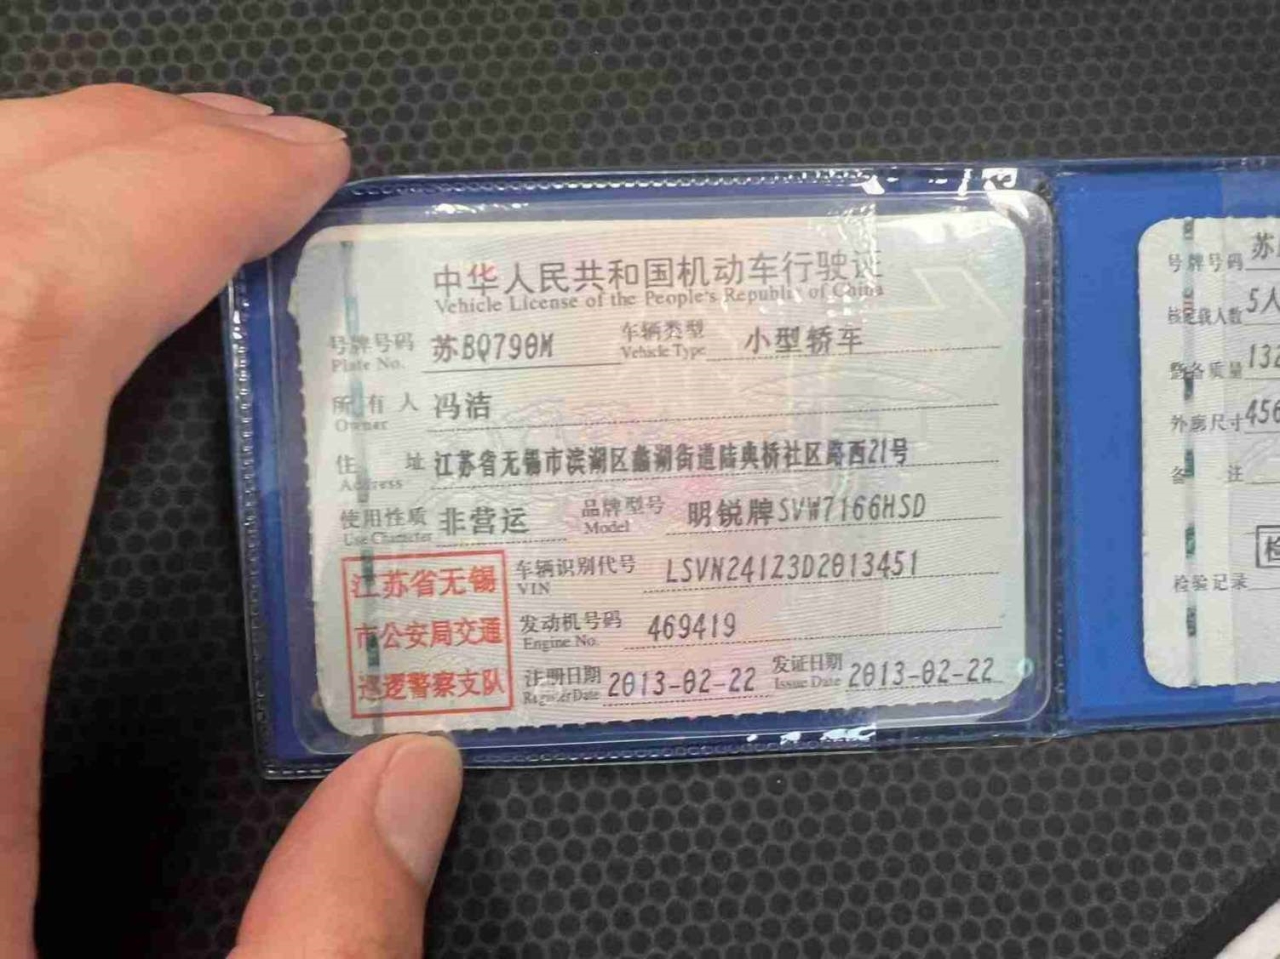 中华人民共和国机动车行驶证
Vehicle License of the People's Republic of China
号牌号码 苏BQ790M 车辆类型 小型轿车
Plate No. Vehicle Type
所有人 冯洁
Owner
住址 江苏省无锡市滨湖区蠡湖街道陆典桥社区路西21号
Address
使用性质 非营运 品牌型号 明锐牌SVW7166HSD
Use Character Model
车辆识别代号 LSVN241Z3D2013451
VIN
发动机号码 469419
Engine No.
注册日期 2013-02-22 发证日期 2013-02-22
Register Date Issue Date
江苏省无锡
市公安局交通
巡逻警察支队
号牌号码 苏
核定载人数 5人
整备质量 132
外廓尺寸 456
备注
检
检验记录